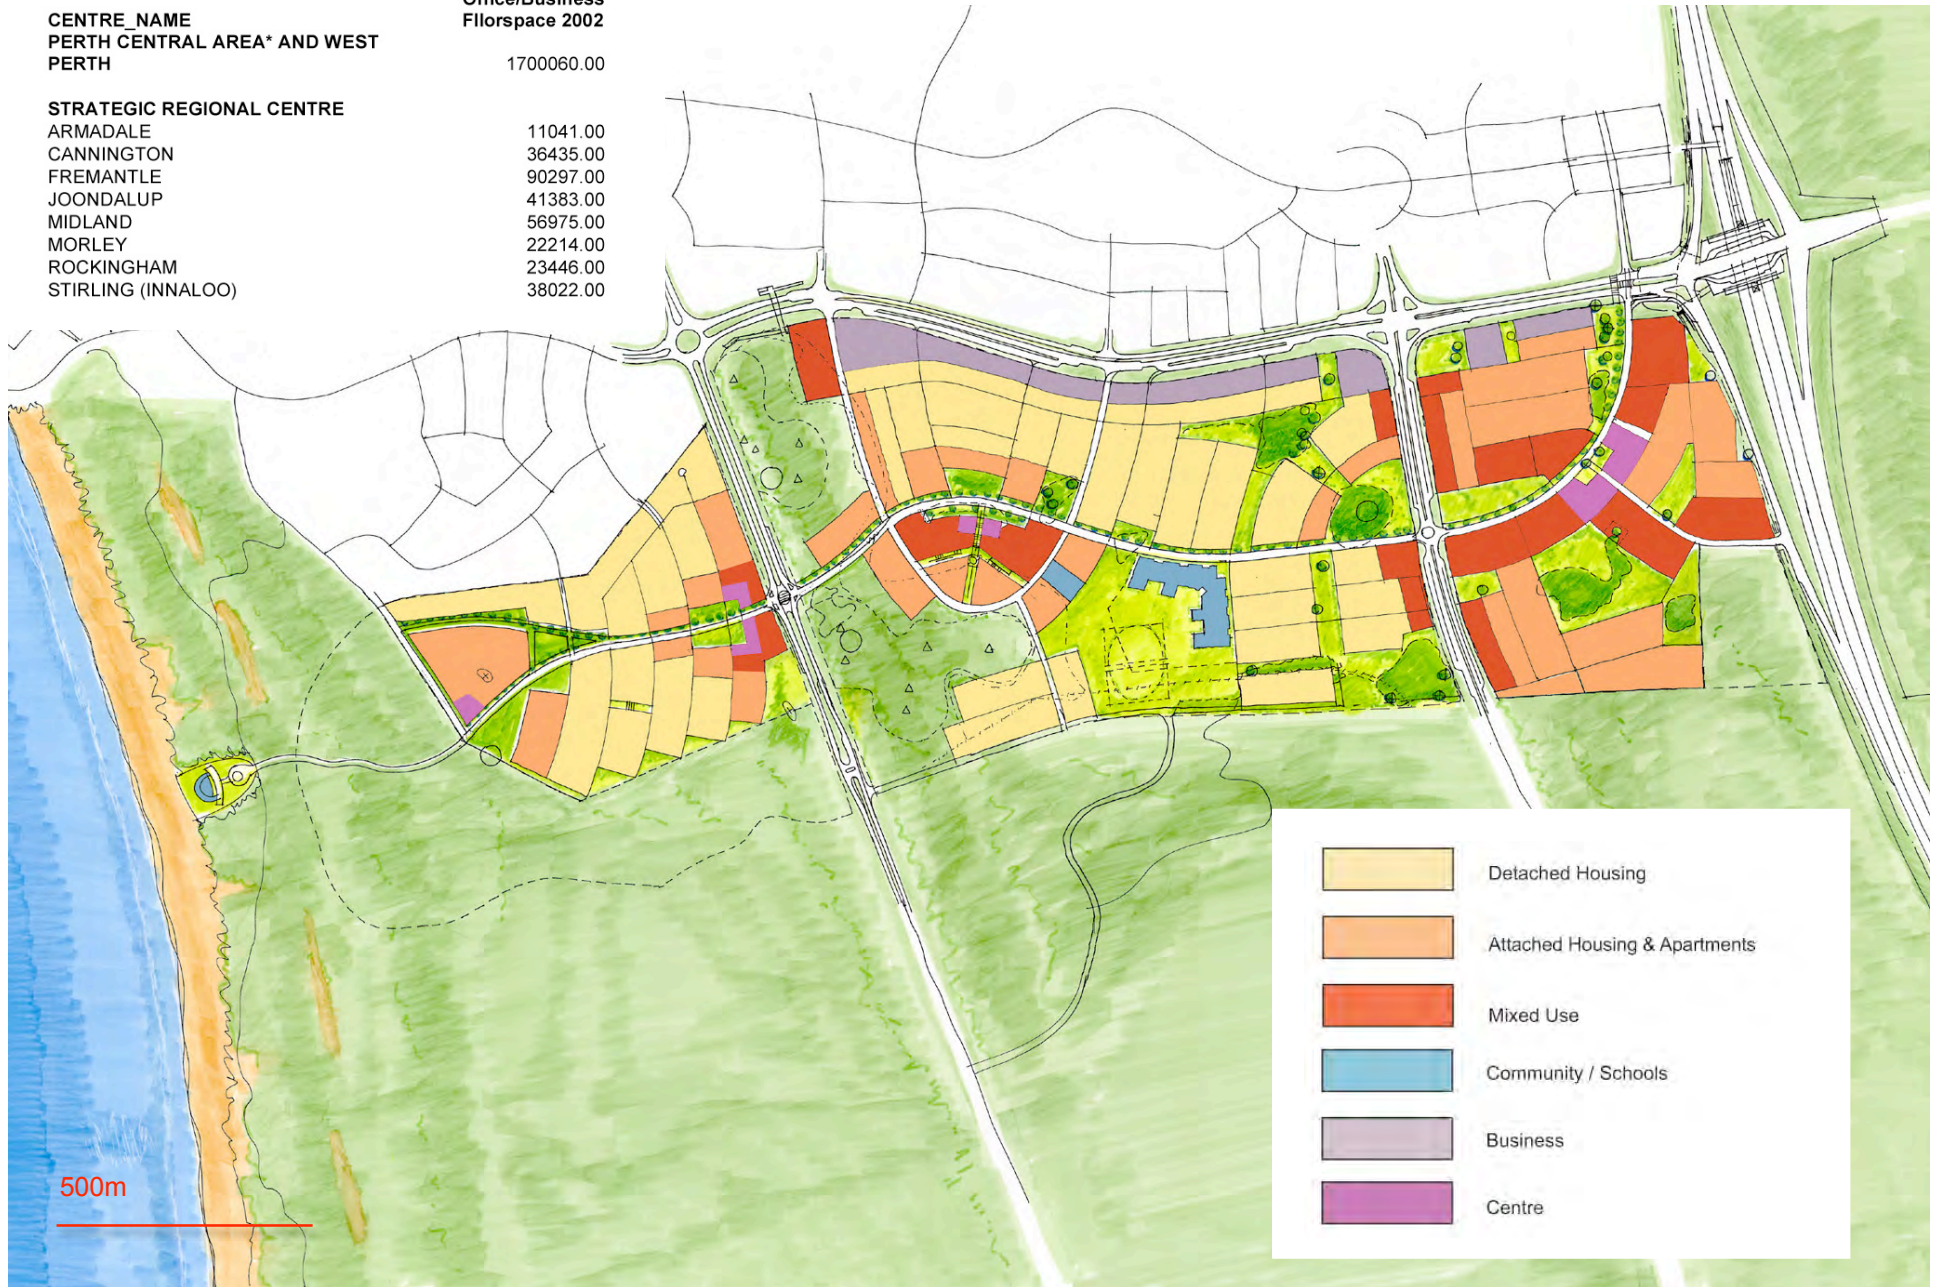 Office/Business
CENTRE_NAME Fllorspace 2002
PERTH CENTRAL AREA* AND WEST
PERTH 1700060.00
STRATEGIC REGIONAL CENTRE
ARMADALE 11041.00
CANNINGTON 36435.00
FREMANTLE 90297.00
JOONDALUP 41383.00
MIDLAND 56975.00
MORLEY 22214.00
ROCKINGHAM 23446.00
STIRLING (INNALOO) 38022.00
Detached Housing
Attached Housing & Apartments
Mixed Use
Community / Schools
Business
Centre
500m